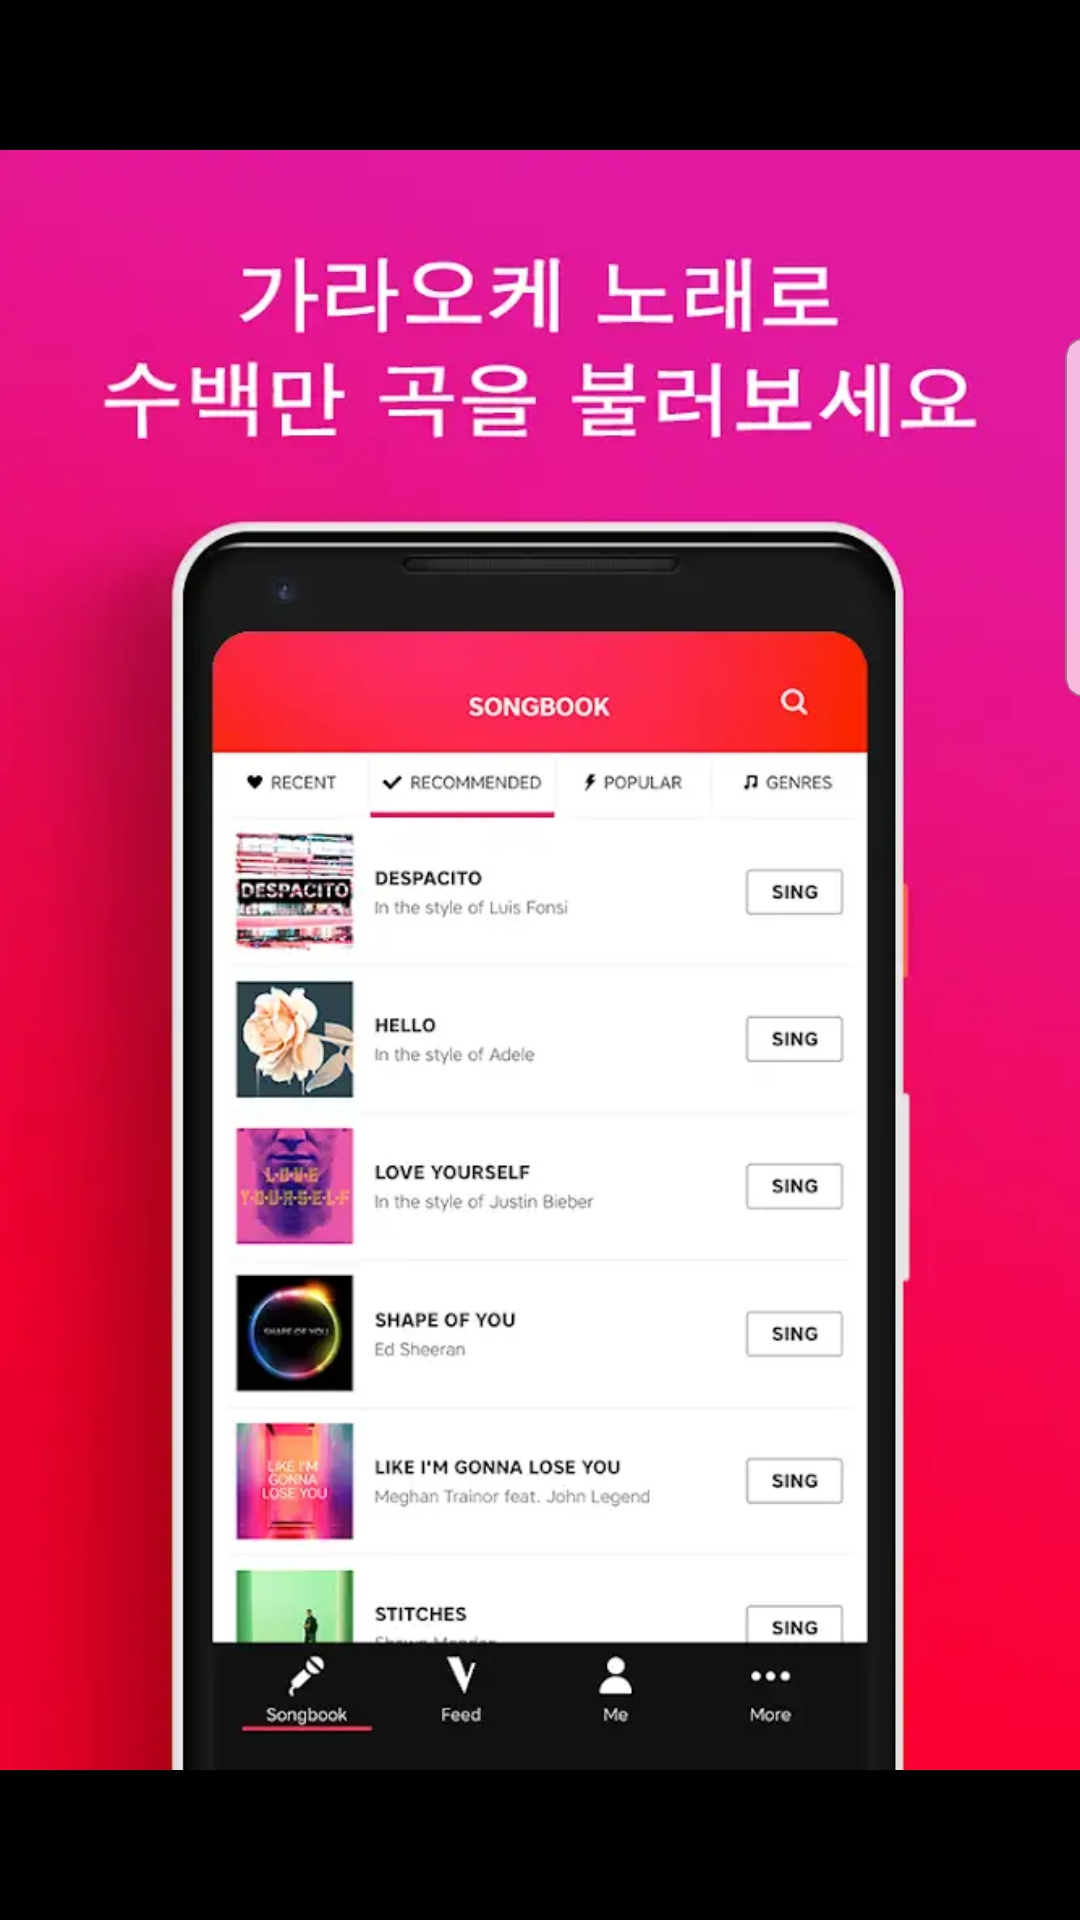 가라오케 노래로
수백만 곡을 불러보세요
SONGBOOK
RECENT
RECOMMENDED
POPULAR
GENRES
DESPACITO
DESPACITO
In the style of Luis Fonsi
SING
HELLO
In the style of Adele
SING
LOVE
Y·O·U·R·S·E·L·F
LOVE YOURSELF
In the style of Justin Bieber
SING
SHAPE OF YOU
SHAPE OF YOU
Ed Sheeran
SING
LIKE I'M
GONNA
LOSE YOU
LIKE I'M GONNA LOSE YOU
Meghan Trainor feat. John Legend
SING
STITCHES
SING
Songbook
Feed
Me
More